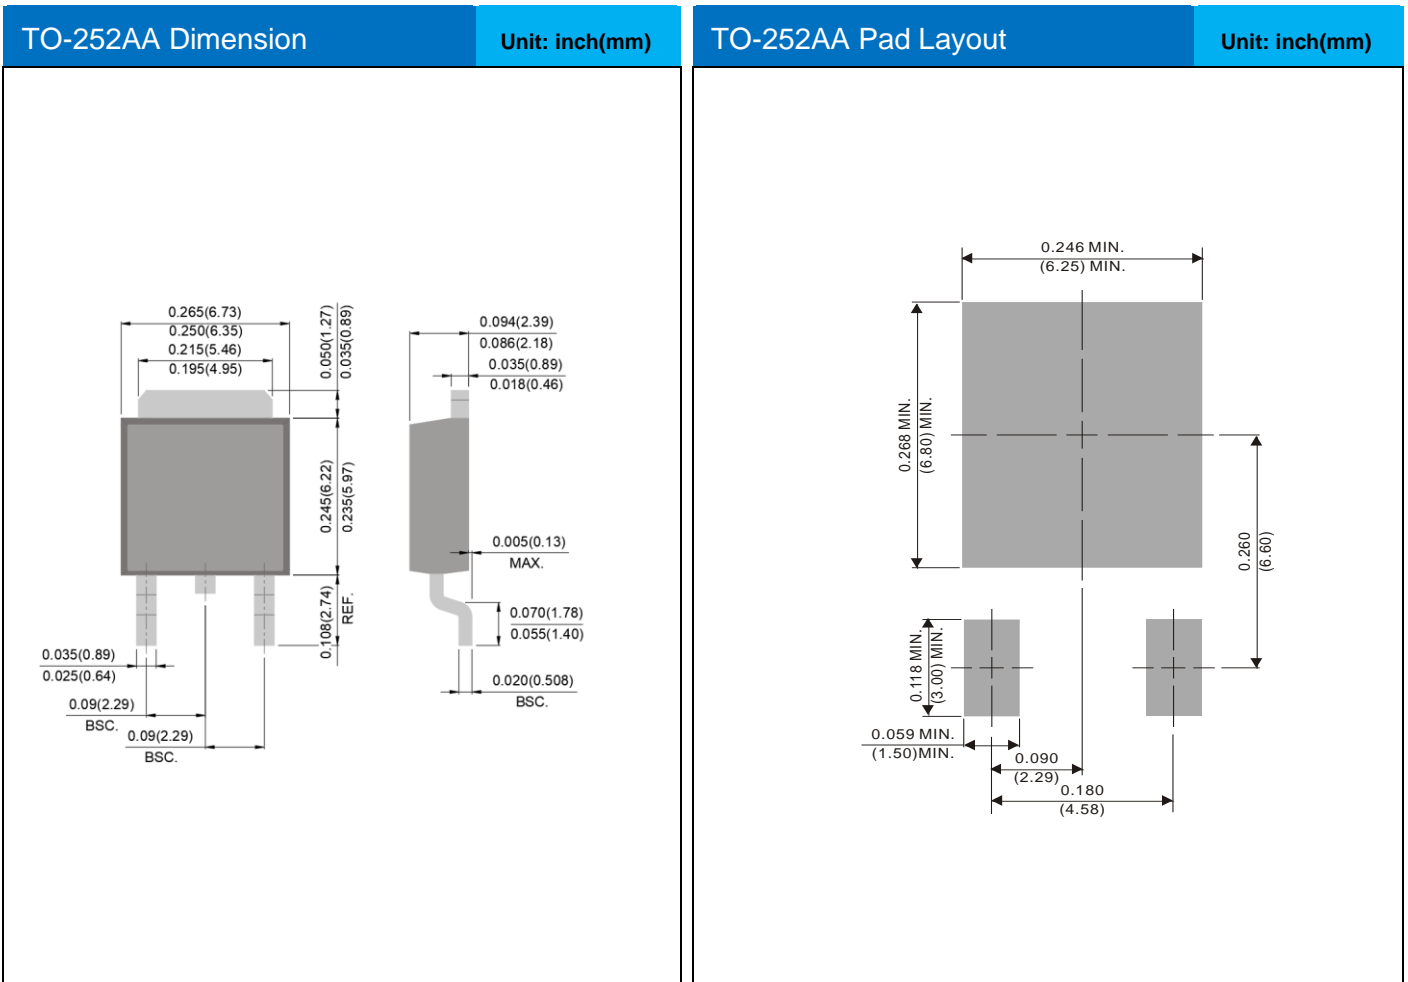 TO-252AA Dimension
Unit: inch(mm)
0.265(6.73)
0.250(6.35)
0.215(5.46)
0.195(4.95)
0.050(1.27)
0.035(0.89)
0.245(6.22)
0.235(5.97)
0.108(2.74)
REF.
0.035(0.89)
0.025(0.64)
0.09(2.29)
BSC.
0.09(2.29)
BSC.
0.094(2.39)
0.086(2.18)
0.035(0.89)
0.018(0.46)
0.005(0.13)
MAX.
0.070(1.78)
0.055(1.40)
0.020(0.508)
BSC.
TO-252AA Pad Layout
Unit: inch(mm)
0.246 MIN.
(6.25) MIN.
0.268 MIN.
(6.80) MIN.
0.260
(6.60)
0.118 MIN.
(3.00) MIN.
0.059 MIN.
(1.50)MIN.
0.090
(2.29)
0.180
(4.58)